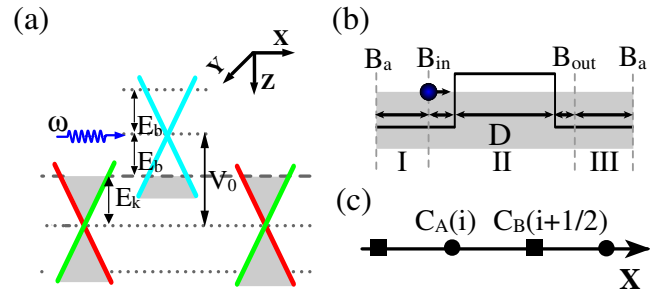 (a)
X
Y
Z
ω
E_b
E_b
V_0
E_k
(b)
B_a B_in B_out B_a
D
I II III
(c)
C_A(i) C_B(i+1/2)
X